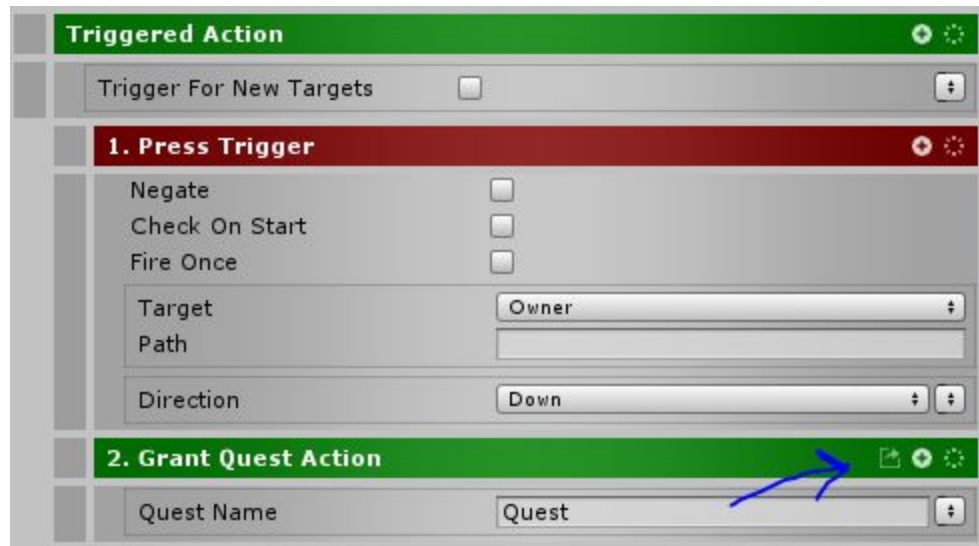 Triggered Action
Trigger For New Targets
1. Press Trigger
Negate
Check On Start
Fire Once
Target Owner
Path
Direction Down
2. Grant Quest Action
Quest Name Quest